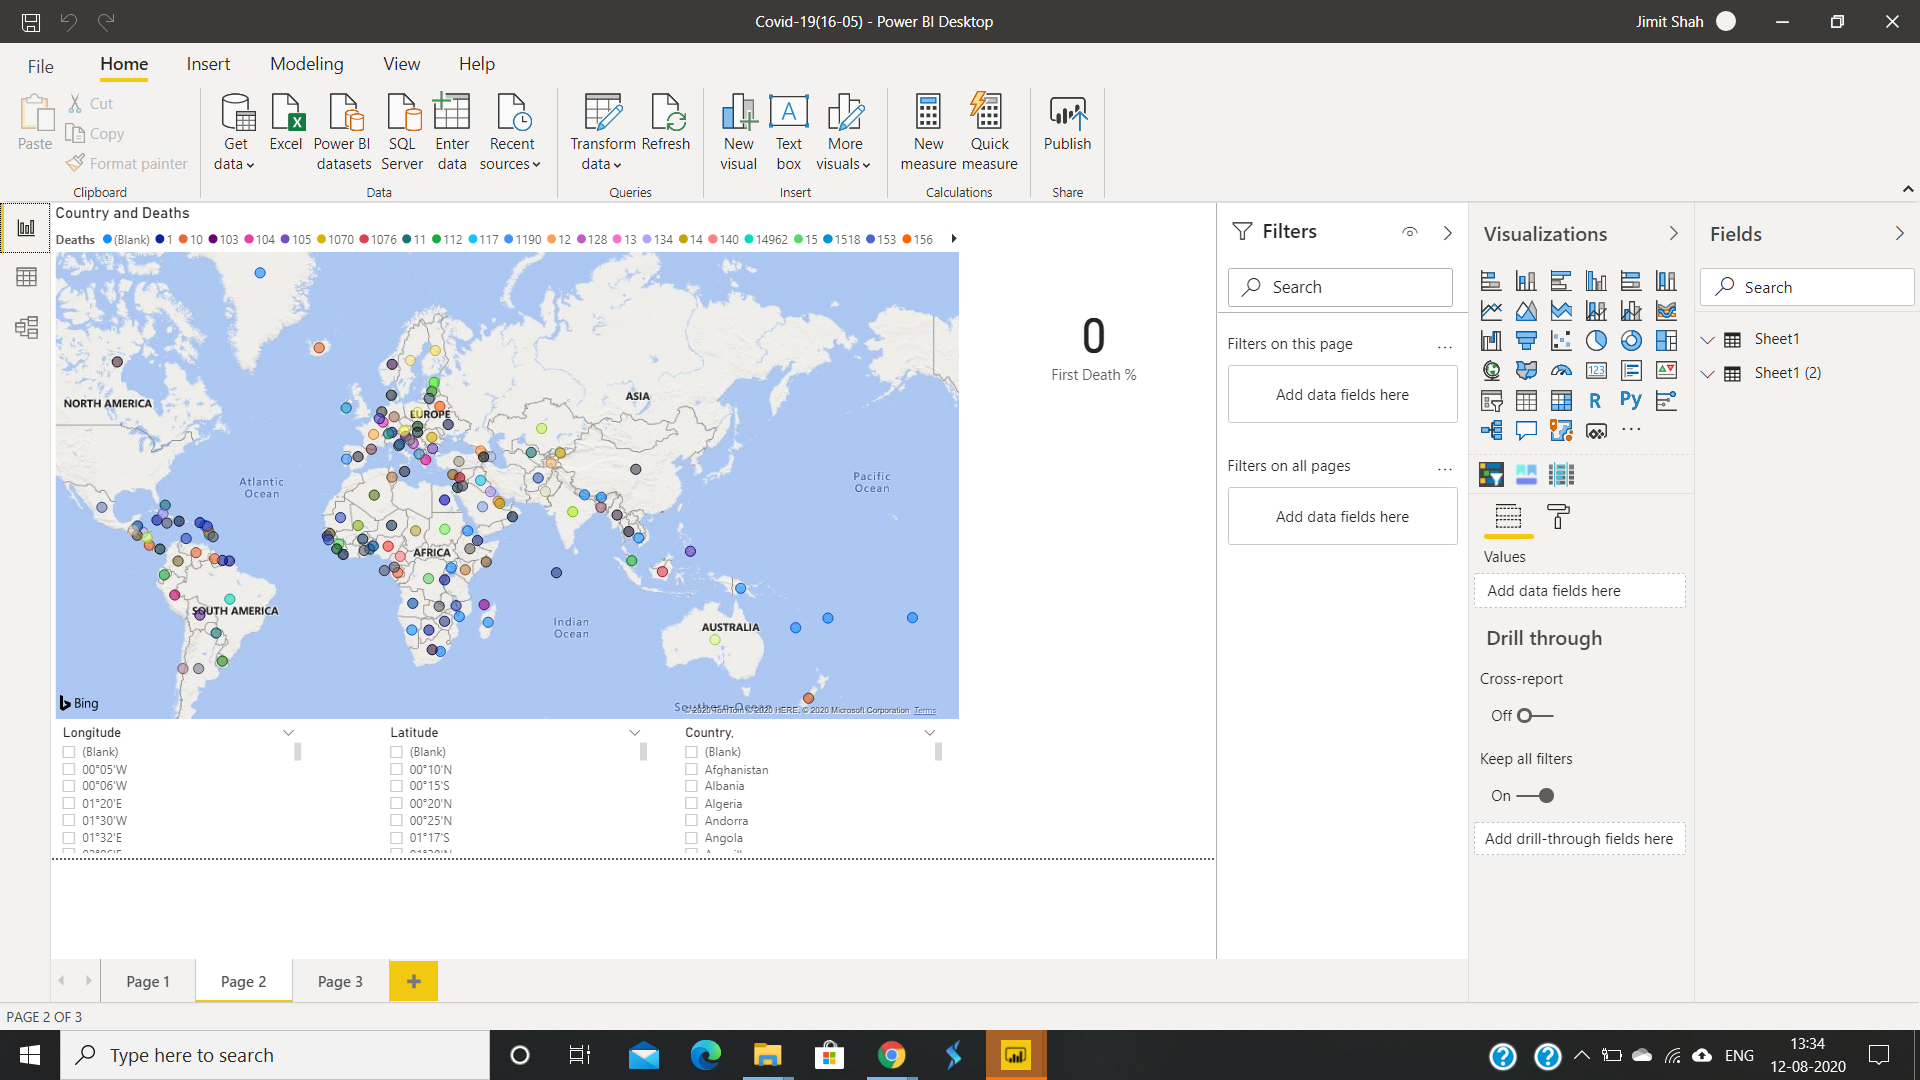 Covid-19(16-05) - Power BI Desktop
Jimit Shah
File Home Insert Modeling View Help
Paste
Cut
Copy
Format painter
Clipboard
Get data
Excel
Power BI datasets
SQL Server
Enter data
Recent sources
Data
Transform data
Refresh
Queries
New visual
Text box
More visuals
Insert
New measure
Quick measure
Calculations
Publish
Share
Country and Deaths
Deaths (Blank) 1 10 103 104 105 1070 1076 11 112 117 1190 12 128 13 134 14 140 14962 15 1518 153 156
NORTH AMERICA
EUROPE
ASIA
Atlantic
Ocean
Pacific
Ocean
AFRICA
SOUTH AMERICA
Indian
Ocean
AUSTRALIA
Southern Ocean
Bing
© 2020 TomTom © 2020 HERE, © 2020 Microsoft Corporation Terms
0
First Death %
Longitude
(Blank)
00°05'W
00°06'W
01°20'E
01°30'W
01°32'E
Latitude
(Blank)
00°10'N
00°15'S
00°20'N
00°25'N
01°17'S
Country.
(Blank)
Afghanistan
Albania
Algeria
Andorra
Angola
Filters
Search
Filters on this page ...
Add data fields here
Filters on all pages ...
Add data fields here
Visualizations
123
R Py
...
Values
Add data fields here
Drill through
Cross-report
Off
Keep all filters
On
Add drill-through fields here
Fields
Search
Sheet1
Sheet1 (2)
Page 1 Page 2 Page 3 +
PAGE 2 OF 3
Type here to search
ENG
13:34
12-08-2020